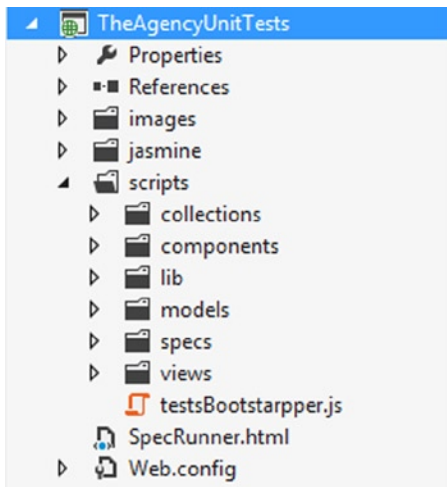 TheAgencyUnitTests
Properties
References
images
jasmine
scripts
collections
components
lib
models
specs
views
testsBootstarpper.js
SpecRunner.html
Web.config